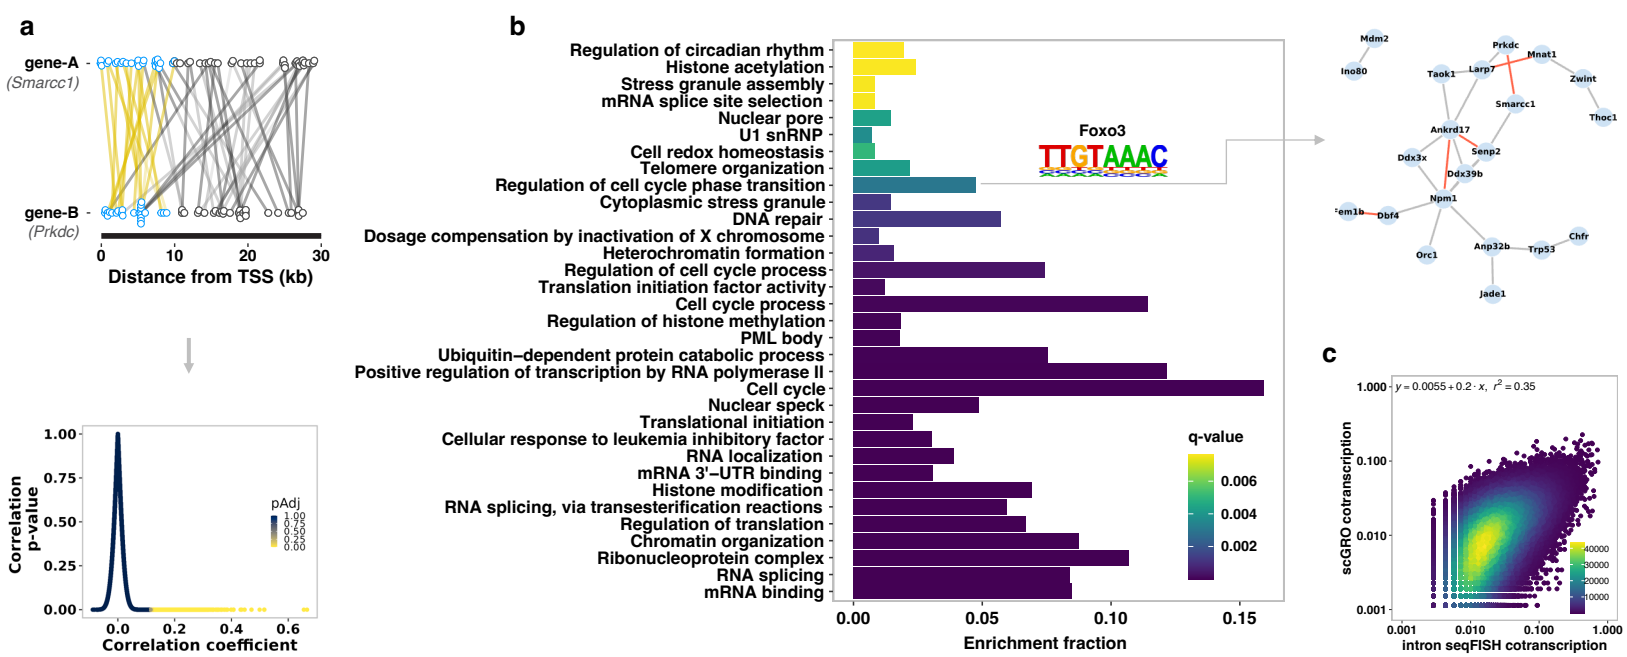 a
gene-A
(Smarcc1)
gene-B
(Prkdc)
0 10 20 30
Distance from TSS (kb)
1.00
0.75
0.50
0.25
0.00
Correlation
p-value
pAdj
1.00
0.75
0.50
0.25
0.00
0.0 0.2 0.4 0.6
Correlation coefficient
b
Regulation of circadian rhythm
Histone acetylation
Stress granule assembly
mRNA splice site selection
Nuclear pore
U1 snRNP
Cell redox homeostasis
Telomere organization
Regulation of cell cycle phase transition
Cytoplasmic stress granule
DNA repair
Dosage compensation by inactivation of X chromosome
Heterochromatin formation
Regulation of cell cycle process
Translation initiation factor activity
Cell cycle process
Regulation of histone methylation
PML body
Ubiquitin−dependent protein catabolic process
Positive regulation of transcription by RNA polymerase II
Cell cycle
Nuclear speck
Translational initiation
Cellular response to leukemia inhibitory factor
RNA localization
mRNA 3'−UTR binding
Histone modification
RNA splicing, via transesterification reactions
Regulation of translation
Chromatin organization
Ribonucleoprotein complex
RNA splicing
mRNA binding
0.00 0.05 0.10 0.15
Enrichment fraction
Foxo3
TTGTAAAC
q-value
0.006
0.004
0.002
Mdm2
Ino80
Prkdc
Mnat1
Larp7
Taok1
Zwint
Smarcc1
Thoc1
Ankrd17
Senp2
Ddx3x
Ddx39b
Npm1
Fem1b
Dbf4
Chfr
Anp32b
Trp53
Orc1
Jade1
c
y = 0.0055 + 0.2 · x, r² = 0.35
1.000
0.100
0.010
0.001
scGRO cotranscription
40000
30000
20000
10000
0.001 0.010 0.100 1.000
intron seqFISH cotranscription